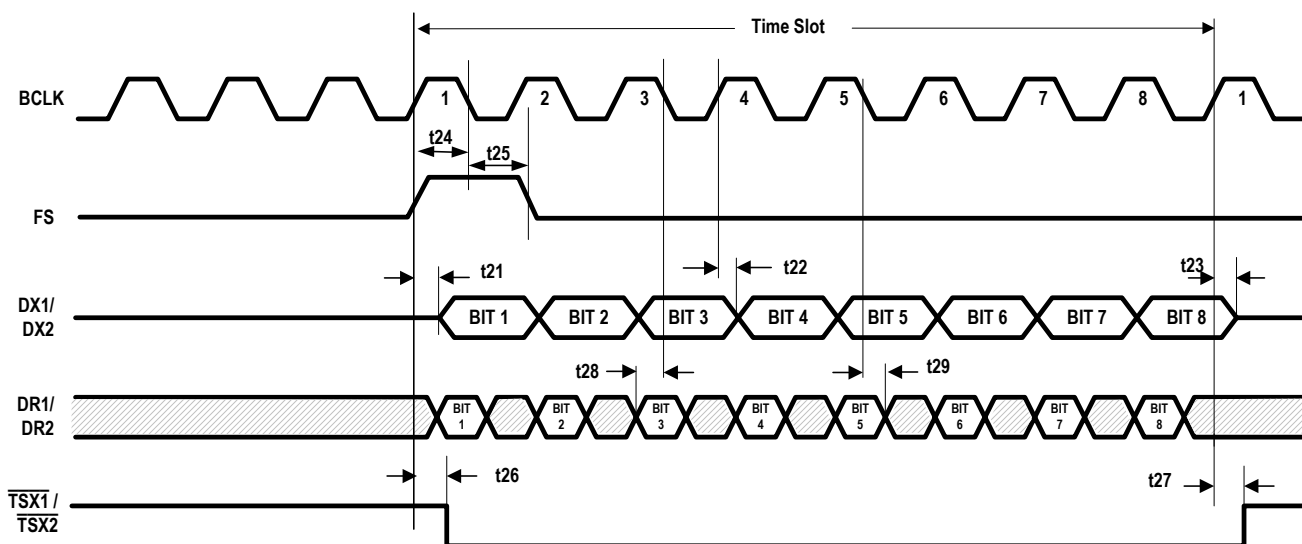 Time Slot
BCLK 1 2 3 4 5 6 7 8 1
t24
t25
FS
t21 t22 t23
DX1/
DX2
BIT 1 BIT 2 BIT 3 BIT 4 BIT 5 BIT 6 BIT 7 BIT 8
t28 t29
DR1/
DR2
BIT BIT BIT BIT BIT BIT BIT BIT
1 2 3 4 5 6 7 8
t26 t27
TSX1 /
TSX2